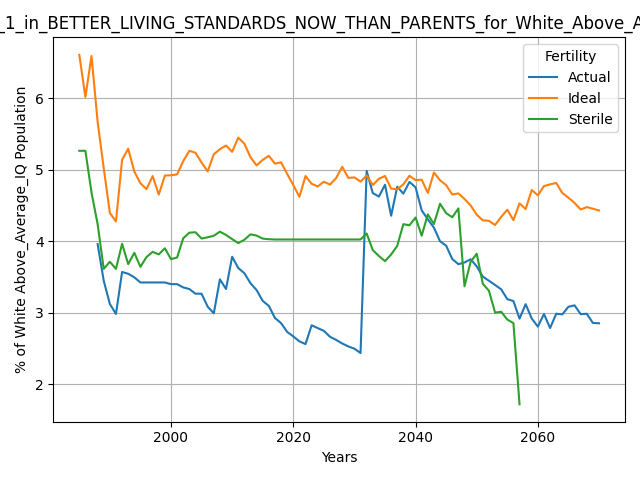 _1_in_BETTER_LIVING_STANDARDS_NOW_THAN_PARENTS_for_White_Above_A
Fertility
Actual
Ideal
Sterile
% of White Above_Average_IQ Population
6
5
4
3
2
2000
2020
2040
2060
Years